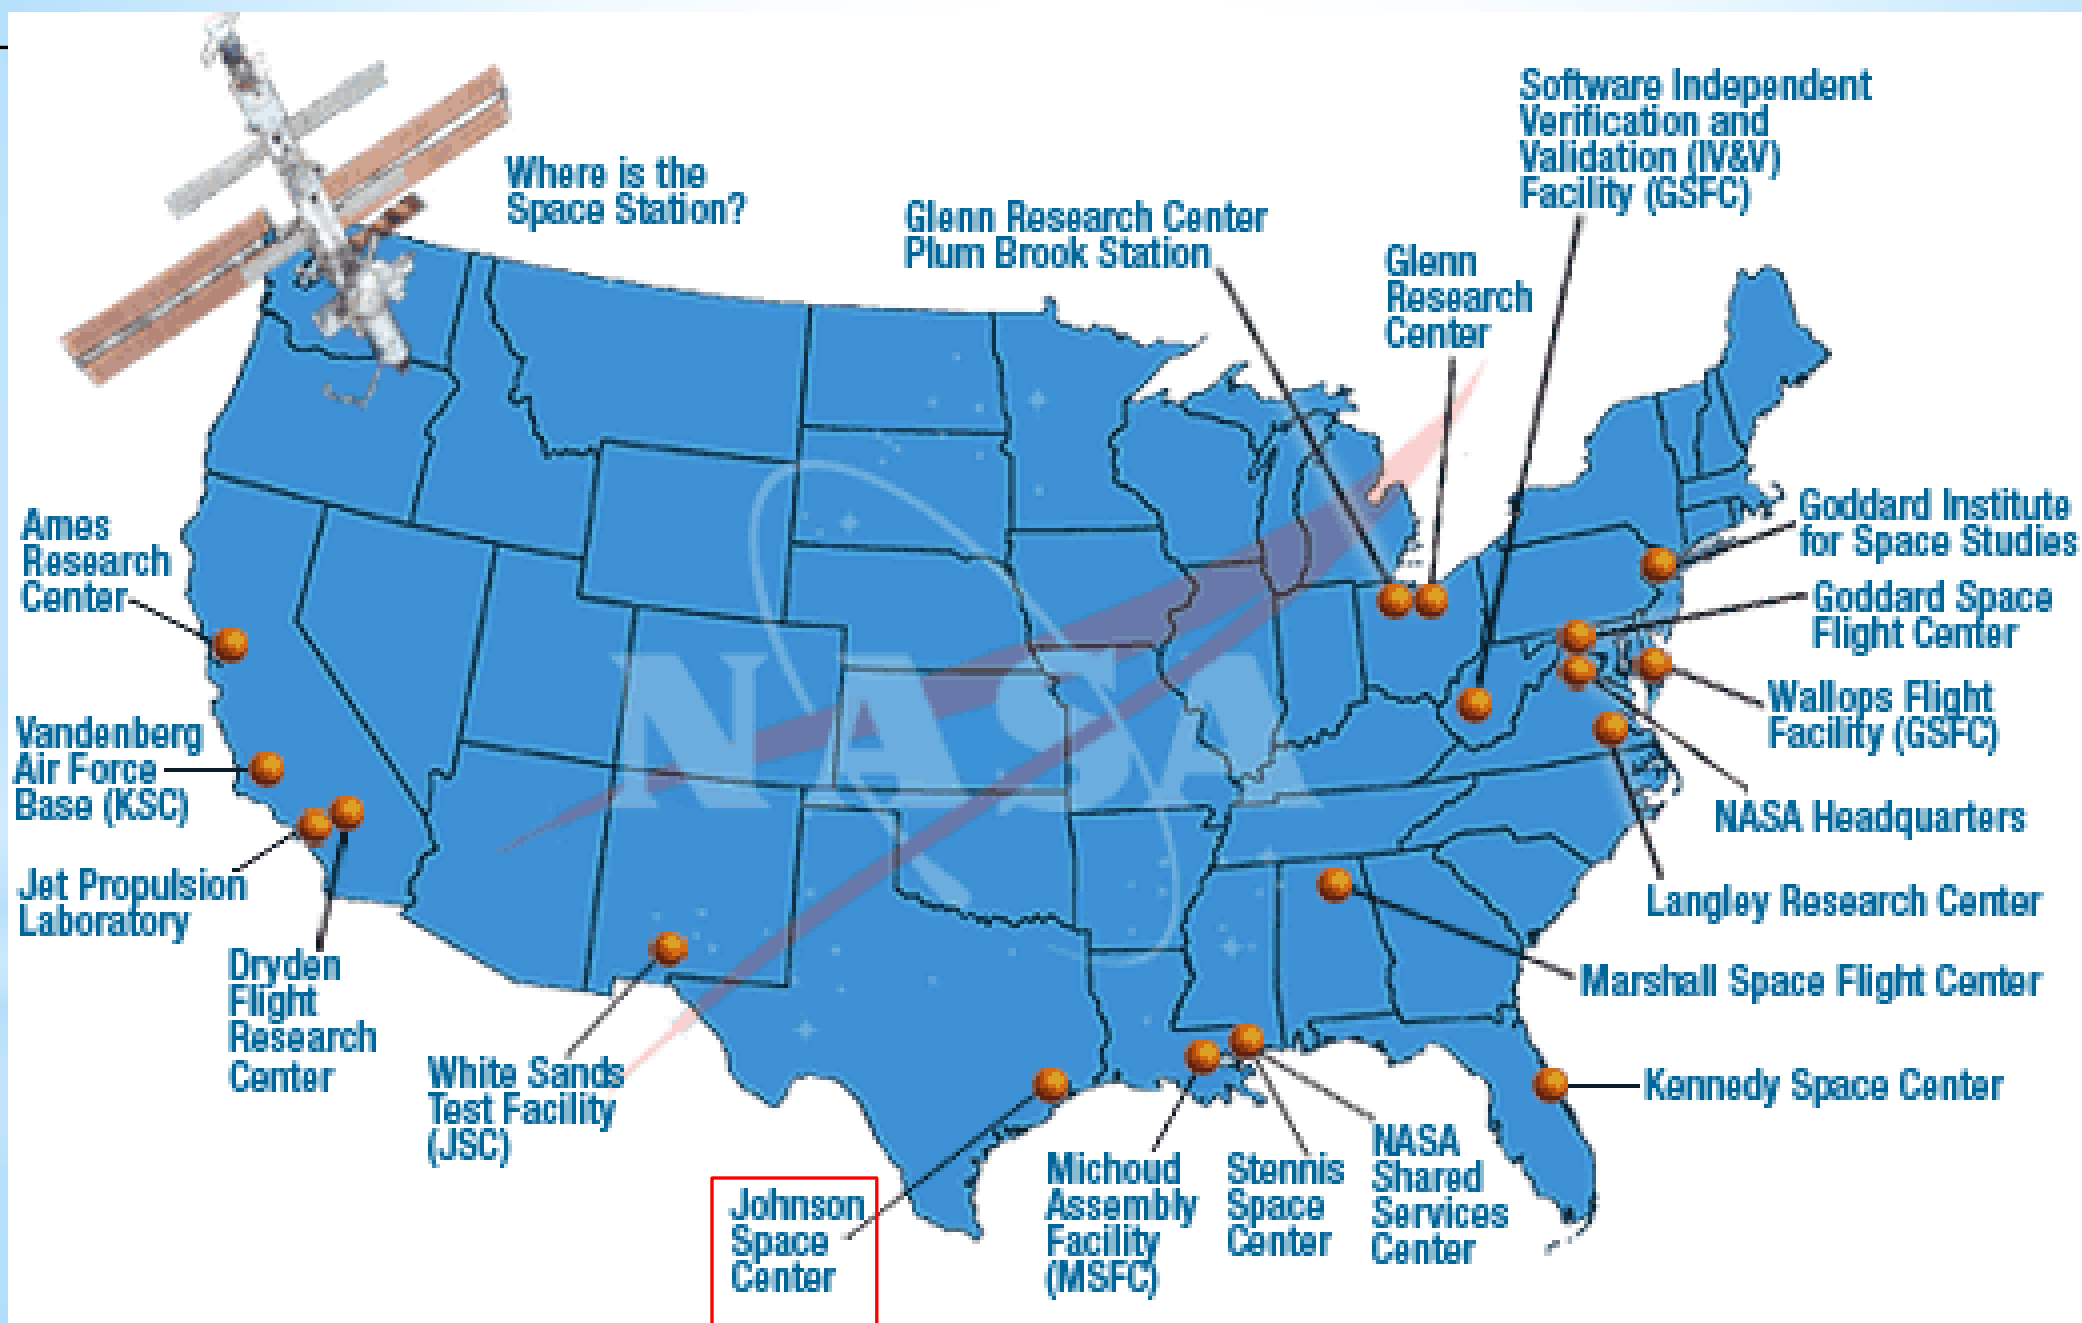 Where is the
Space Station?
Software Independent
Verification and
Validation (IV&V)
Facility (GSFC)
Glenn Research Center
Plum Brook Station
Glenn
Research
Center
Ames
Research
Center
Goddard Institute
for Space Studies
Goddard Space
Flight Center
Wallops Flight
Facility (GSFC)
Vandenberg
Air Force
Base (KSC)
NASA
NASA Headquarters
Jet Propulsion
Laboratory
Langley Research Center
Dryden
Flight
Research
Center
Marshall Space Flight Center
White Sands
Test Facility
(JSC)
Kennedy Space Center
Johnson
Space
Center
Michoud
Assembly
Facility
(MSFC)
Stennis
Space
Center
NASA
Shared
Services
Center